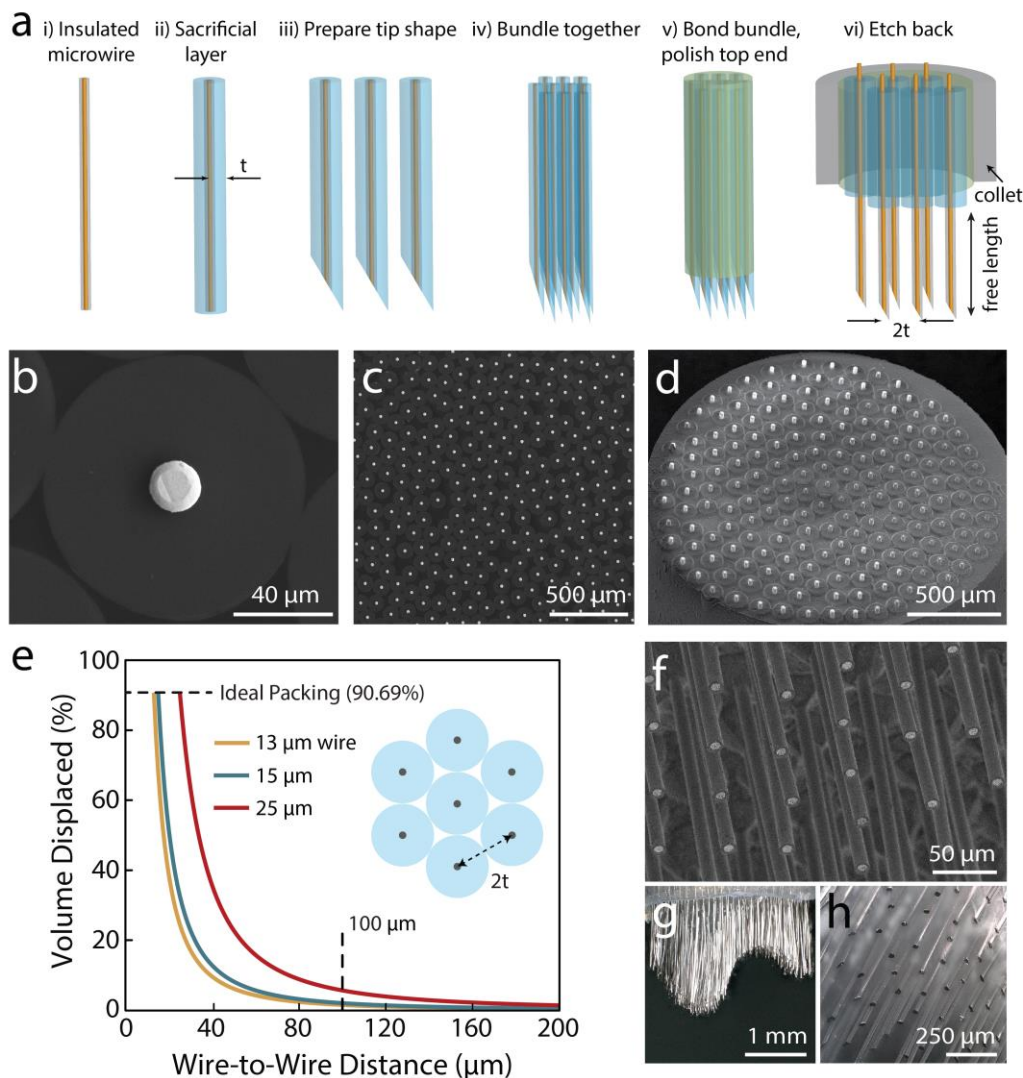 a
i) Insulated
microwire
ii) Sacrificial
layer
iii) Prepare tip shape
iv) Bundle together
v) Bond bundle,
polish top end
vi) Etch back
t
collet
free length
2t
b
40 μm
c
500 μm
d
500 μm
e
Volume Displaced (%)
100
80
60
40
20
0
Ideal Packing (90.69%)
13 μm wire
15 μm
25 μm
2t
100 μm
0
40
80
120
160
200
Wire-to-Wire Distance (μm)
f
50 μm
g
1 mm
h
250 μm